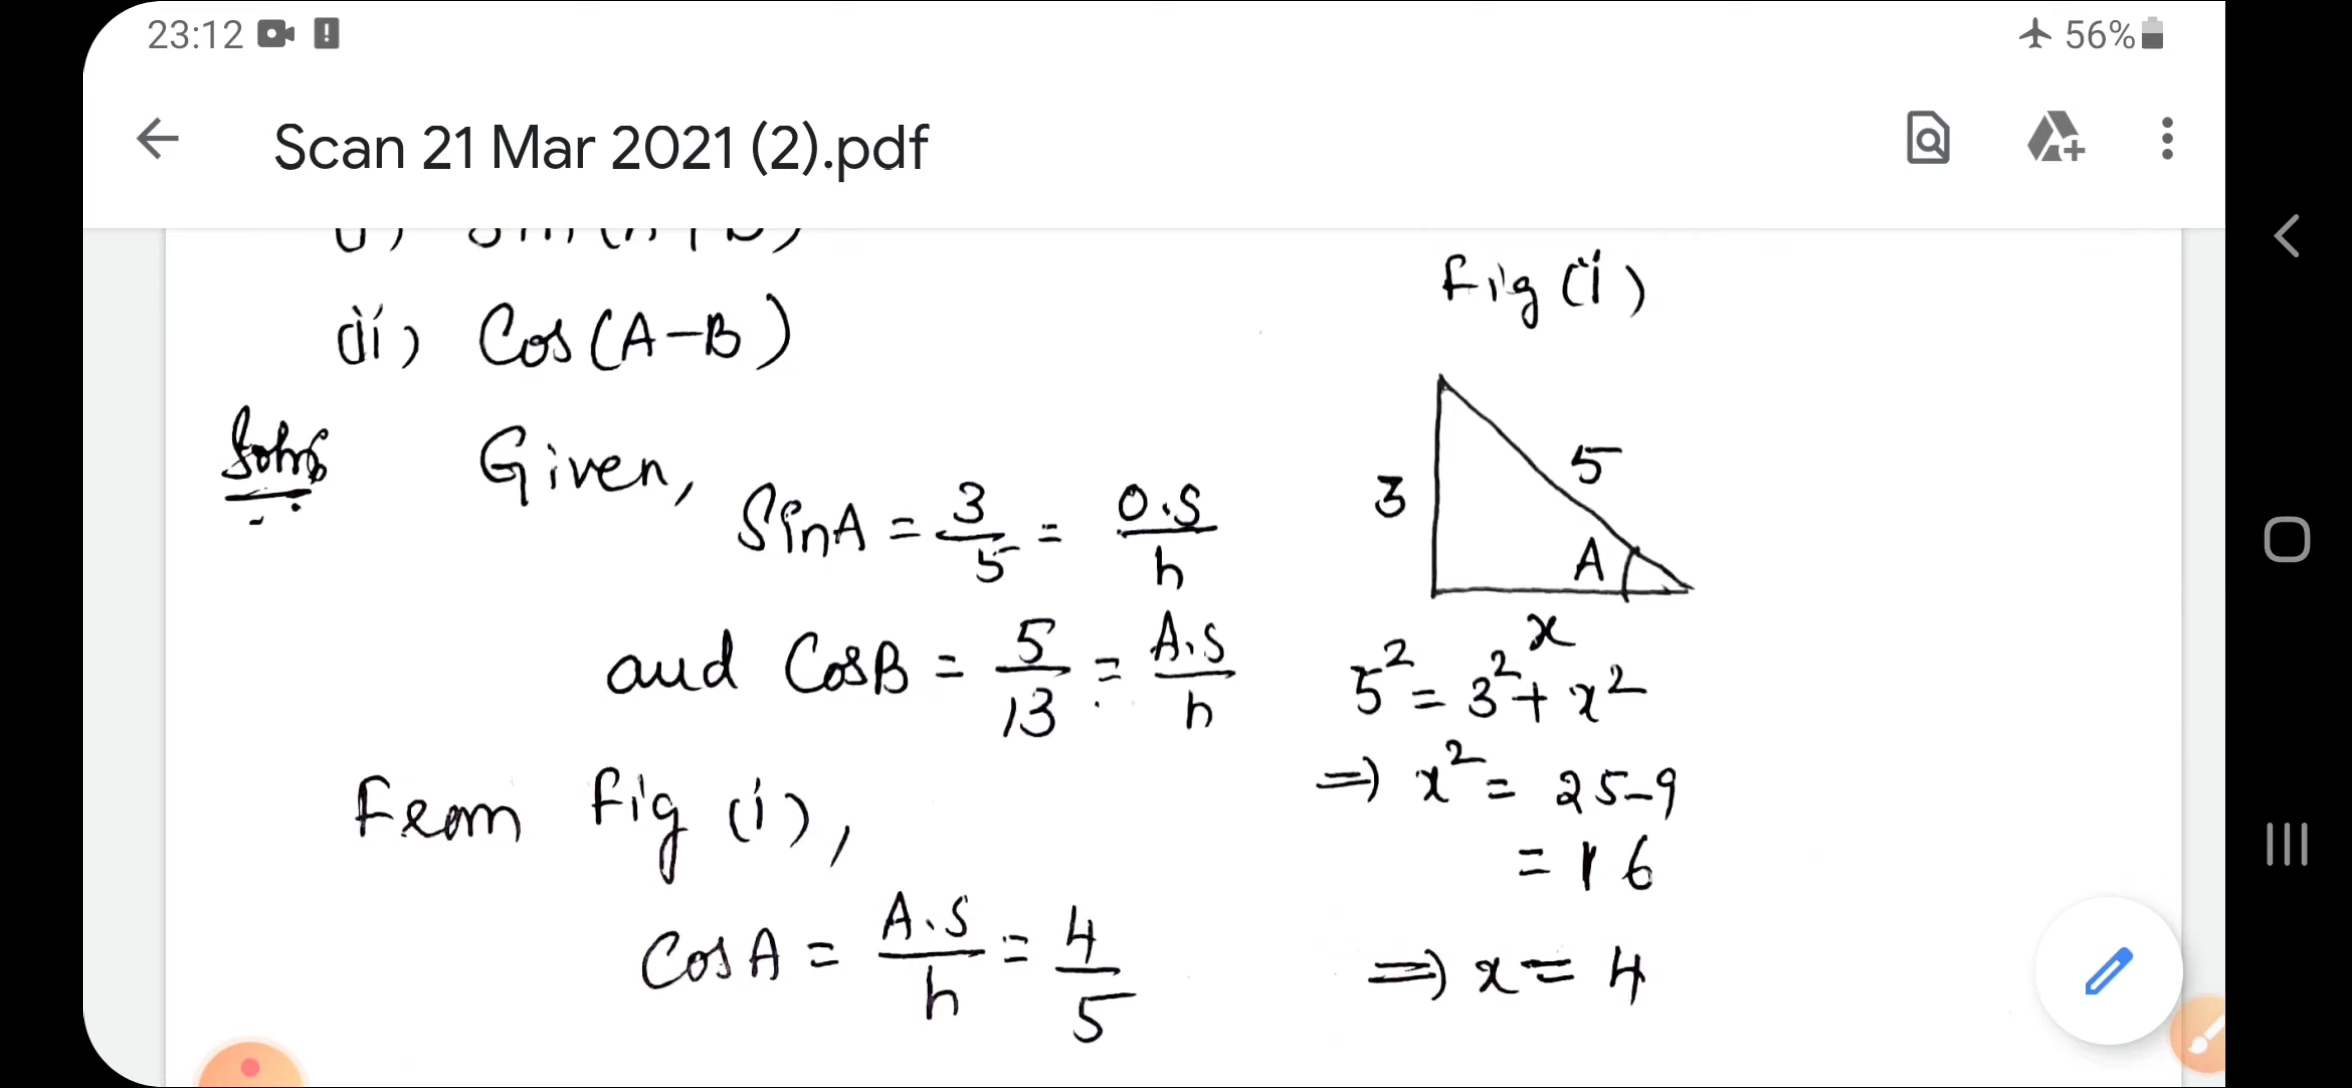 23:12
56%
Scan 21 Mar 2021 (2).pdf
Fig (i)
(ii) Cos (A-B)
Given,
SinA = 3/5 = O.S/h
3
5
A
x
and CosB = 5/13 = A.S/h
5² = 3² + x²
From fig (i),
=) x² = 25-9
= 16
CosA = A.S/h = 4/5
=) x = 4